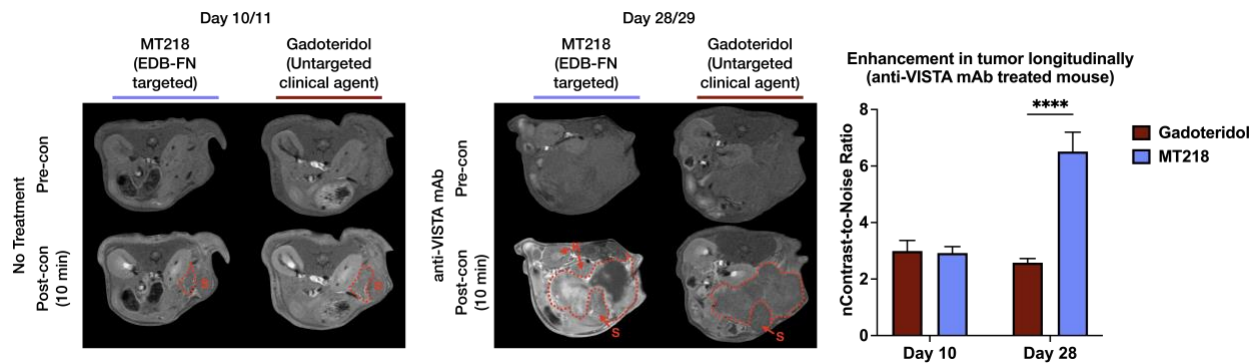 Day 10/11
MT218
(EDB-FN
targeted)
Gadoteridol
(Untargeted
clinical agent)
No Treatment
Pre-con
Post-con
(10 min)
S
S
Day 28/29
MT218
(EDB-FN
targeted)
Gadoteridol
(Untargeted
clinical agent)
anti-VISTA mAb
Pre-con
Post-con
(10 min)
S
S
Enhancement in tumor longitudinally
(anti-VISTA mAb treated mouse)
nContrast-to-Noise Ratio
8
6
4
2
0
****
Gadoteridol
MT218
Day 10
Day 28